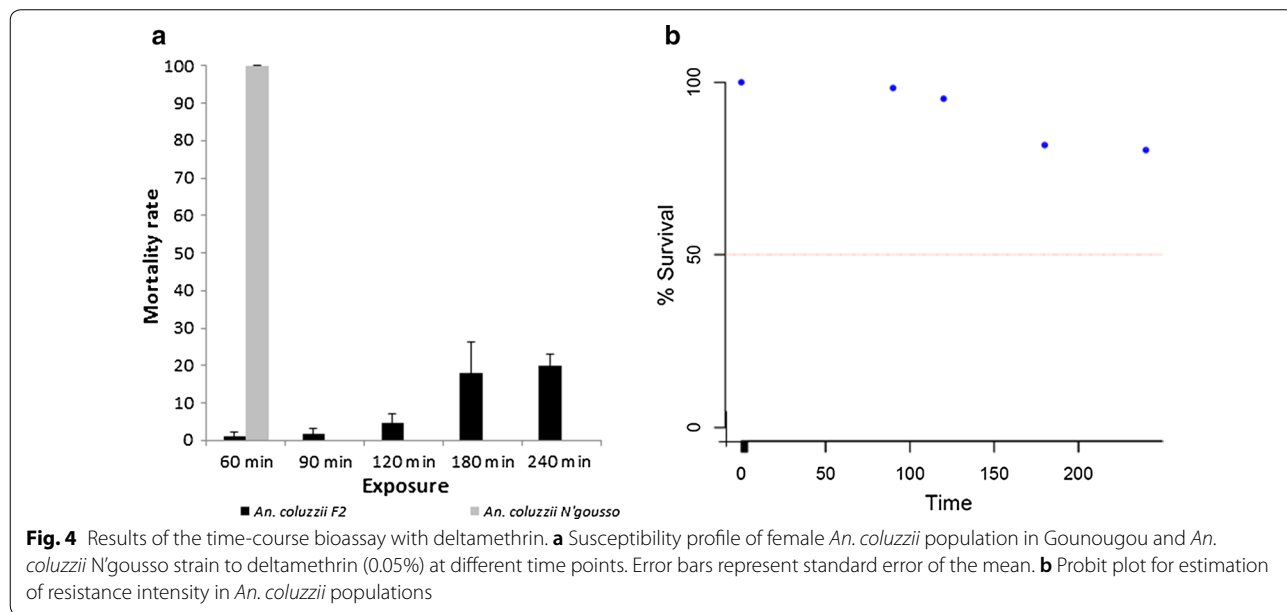 a
100
90
80
70
60
50
40
30
20
10
0
Mortality rate
60 min 90 min 120 min 180 min 240 min
Exposure
An. coluzzii F2 An. coluzzii N'gousso
b
100
50
0
% Survival
0 50 100 150 200
Time
Fig. 4 Results of the time-course bioassay with deltamethrin. a Susceptibility profile of female An. coluzzii population in Gounougou and An.
coluzzii N'gousso strain to deltamethrin (0.05%) at different time points. Error bars represent standard error of the mean. b Probit plot for estimation
of resistance intensity in An. coluzzii populations